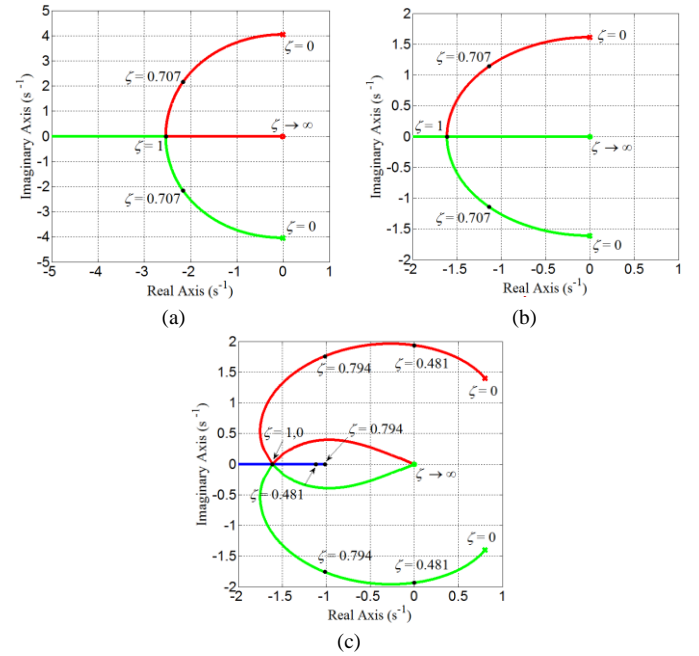 5
4
3
2
1
0
-1
-2
-3
-4
-5
-5
-4
-3
-2
-1
0
Imaginary Axis (s⁻¹)
Real Axis (s⁻¹)
ζ = 0
ζ = 0.707
ζ → ∞
ζ = 1
ζ = 0.707
ζ = 0
(a)
2
1.5
1
0.5
0
-0.5
-1
-1.5
-2
-2
-1.5
-1
-0.5
0
Imaginary Axis (s⁻¹)
Real Axis (s⁻¹)
ζ = 0
ζ = 0.707
ζ = 1
ζ → ∞
ζ = 0.707
ζ = 0
(b)
2
1.5
1
0.5
0
-0.5
-1
-1.5
-2
-2
-1.5
-1
-0.5
0
0.5
1
Imaginary Axis (s⁻¹)
Real Axis (s⁻¹)
ζ = 0.794
ζ = 0.481
ζ = 0
ζ = 1,0
ζ = 0.794
ζ → ∞
ζ = 0.481
ζ = 0
ζ = 0.794
ζ = 0.481
(c)